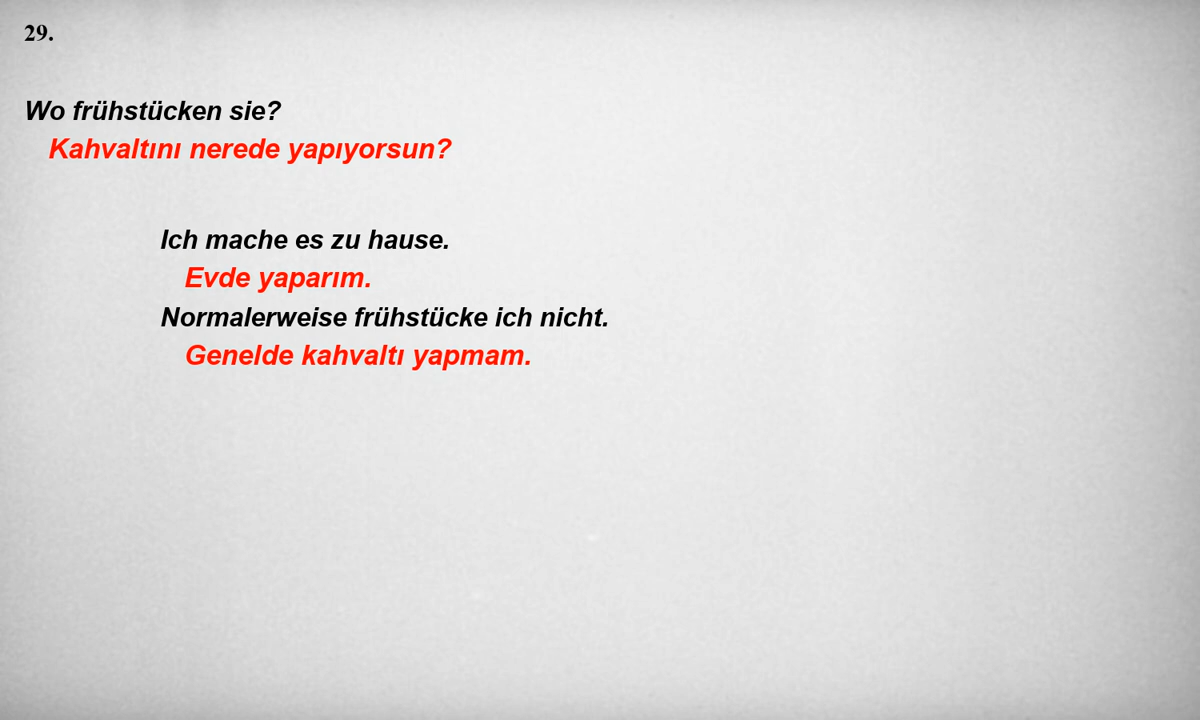 29.
Wo frühstücken sie?
Kahvaltını nerede yapıyorsun?
Ich mache es zu hause.
Evde yaparım.
Normalerweise frühstücke ich nicht.
Genelde kahvaltı yapmam.